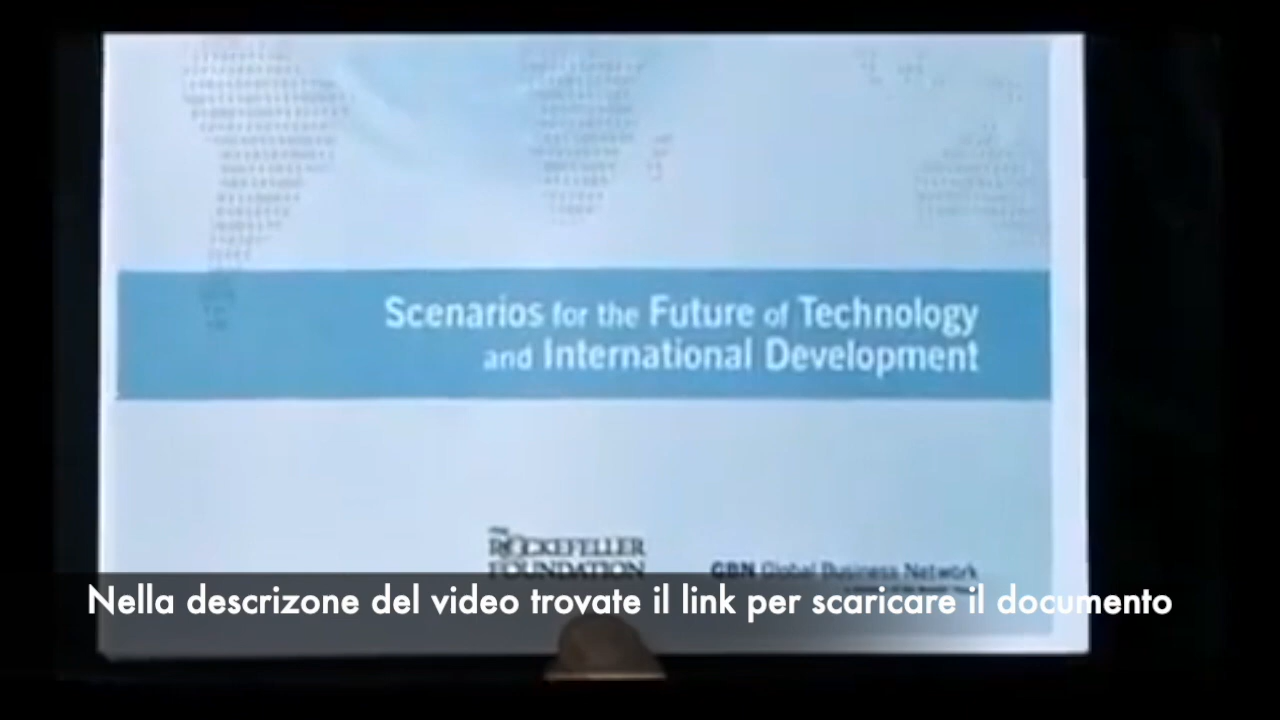 Scenarios for the Future of Technology
and International Development
THE
ROCKEFELLER
FOUNDATION
GBN Global Business Network
Nella descrizone del video trovate il link per scaricare il documento